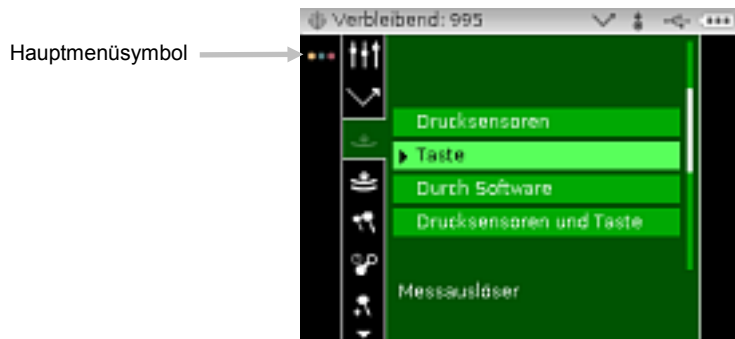 Verbleibend: 995
Hauptmenüsymbol
Drucksensoren
Taste
Durch Software
Drucksensoren und Taste
Messauslöser